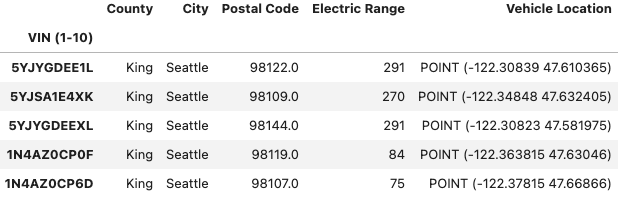 County City Postal Code Electric Range Vehicle Location
VIN (1-10)
5YJYGDEE1L King Seattle 98122.0 291 POINT (-122.30839 47.610365)
5YJSA1E4XK King Seattle 98109.0 270 POINT (-122.34848 47.632405)
5YJYGDEEXL King Seattle 98144.0 291 POINT (-122.30823 47.581975)
1N4AZ0CP0F King Seattle 98119.0 84 POINT (-122.363815 47.63046)
1N4AZ0CP6D King Seattle 98107.0 75 POINT (-122.37815 47.66866)